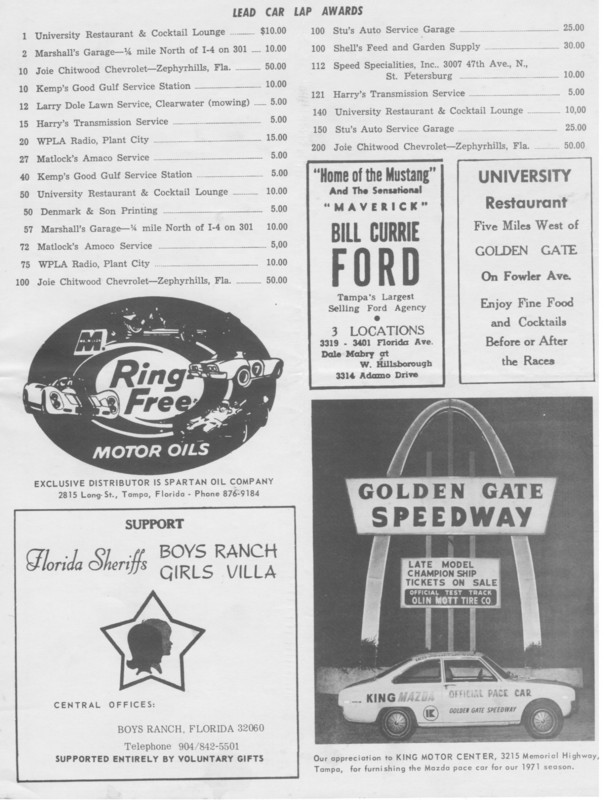 LEAD CAR LAP AWARDS
1 University Restaurant & Cocktail Lounge $10.00
2 Marshall's Garage—¼ mile North of I-4 on 301 10.00
10 Joie Chitwood Chevrolet—Zephyrhills, Fla. 50.00
10 Kemp's Good Gulf Service Station 10.00
12 Larry Dole Lawn Service, Clearwater (mowing) 5.00
15 Harry's Transmission Service 5.00
20 WPLA Radio, Plant City 15.00
27 Matlock's Amaco Service 5.00
40 Kemp's Good Gulf Service Station 5.00
50 University Restaurant & Cocktail Lounge 10.00
50 Denmark & Son Printing 5.00
57 Marshall's Garage—¼ mile North of I-4 on 301 10.00
72 Matlock's Amoco Service 5,00
75 WPLA Radio, Plant City 10.00
100 Joie Chitwood Chevrolet—Zephyrhills, Fla. 50.00
100 Stu's Auto Service Garage 25.00
100 Shell's Feed and Garden Supply 30.00
112 Speed Specialities, Inc., 3007 47th Ave., N.,
St. Petersburg 10.00
121 Harry's Transmission Service 5.00
140 University Restaurant & Cocktail Lounge 10,00
150 Stu's Auto Service Garage 25.00
200 Joie Chitwood Chevrolet—Zephyrhills, Fla. 50.00
"Home of the Mustang"
And The Sensational
"MAVERICK"
BILL CURRIE
FORD
Tampa's Largest
Selling Ford Agency
3 LOCATIONS
3319 - 3401 Florida Ave.
Dale Mabry at
W. Hillsborough
3314 Adamo Drive
UNIVERSITY
Restaurant
Five Miles West of
GOLDEN GATE
On Fowler Ave.
Enjoy Fine Food
and Cocktails
Before or After
the Races
M.
Ring-
Free
7
MOTOR OILS
EXCLUSIVE DISTRIBUTOR IS SPARTAN OIL COMPANY
2815 Long St., Tampa, Florida - Phone 876-9184
SUPPORT
Florida Sheriffs BOYS RANCH
GIRLS VILLA
CENTRAL OFFICES:
BOYS RANCH, FLORIDA 32060
Telephone 904/842-5501
SUPPORTED ENTIRELY BY VOLUNTARY GIFTS
GOLDEN GATE
SPEEDWAY
LATE MODEL
CHAMPIONSHIP
TICKETS ON SALE
OFFICIAL TEST TRACK
OLIN MOTT TIRE CO
KING MAZDA OFFICIAL PACE CAR
K GOLDEN GATE SPEEDWAY
Our appreciation to KING MOTOR CENTER, 3215 Memorial Highway,
Tampa, for furnishing the Mazda pace car for our 1971 season.